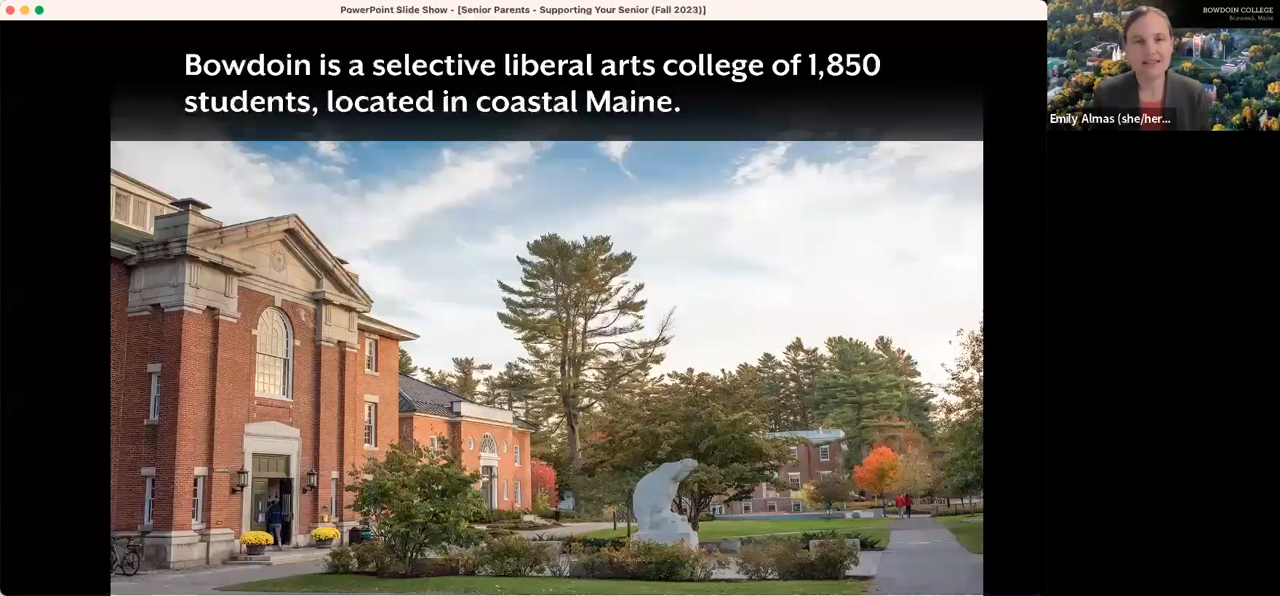 PowerPoint Slide Show - [Senior Parents - Supporting Your Senior (Fall 2023)]
Bowdoin is a selective liberal arts college of 1,850
students, located in coastal Maine.
BOWDOIN COLLEGE
Brunswick, Maine
Emily Almas (she/her...